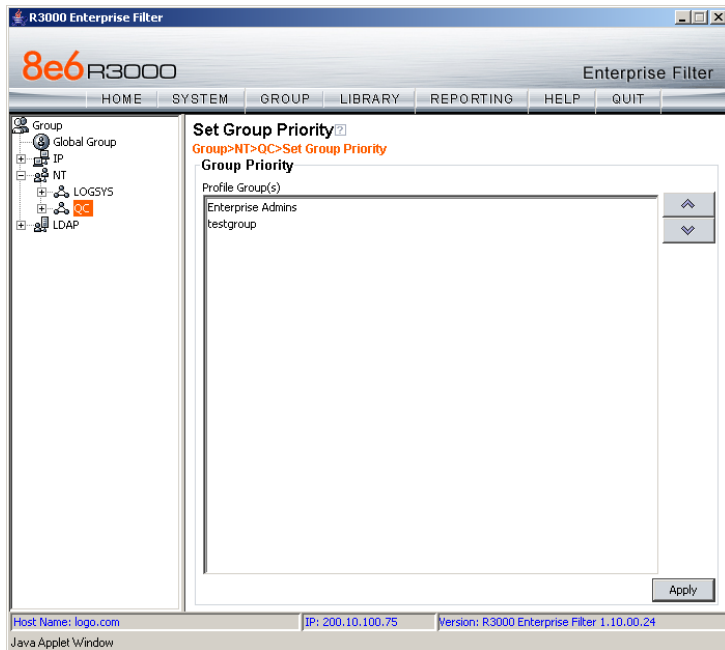 R3000 Enterprise Filter
8e6 R3000
Enterprise Filter
HOME SYSTEM GROUP LIBRARY REPORTING HELP QUIT
Group
Global Group
IP
NT
LOGSYS
QC
LDAP
Set Group Priority?
Group>NT>QC>Set Group Priority
Group Priority
Profile Group(s)
Enterprise Admins
testgroup
Apply
Host Name: logo.com IP: 200.10.100.75 Version: R3000 Enterprise Filter 1.10.00.24
Java Applet Window